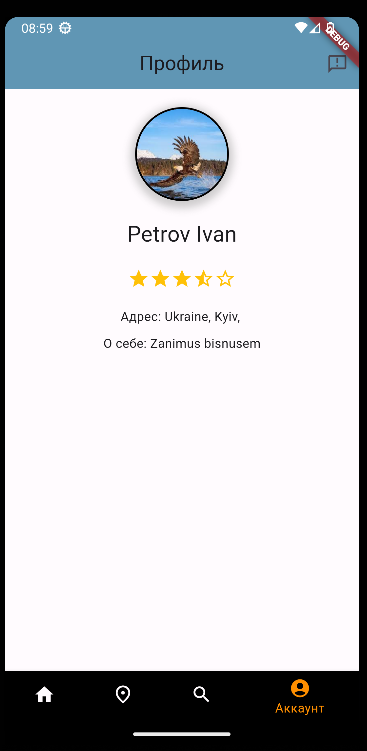 08:59
DEBUG
Профиль
Petrov Ivan
Адрес: Ukraine, Kyiv,
О себе: Zanimus bisnusem
Аккаунт